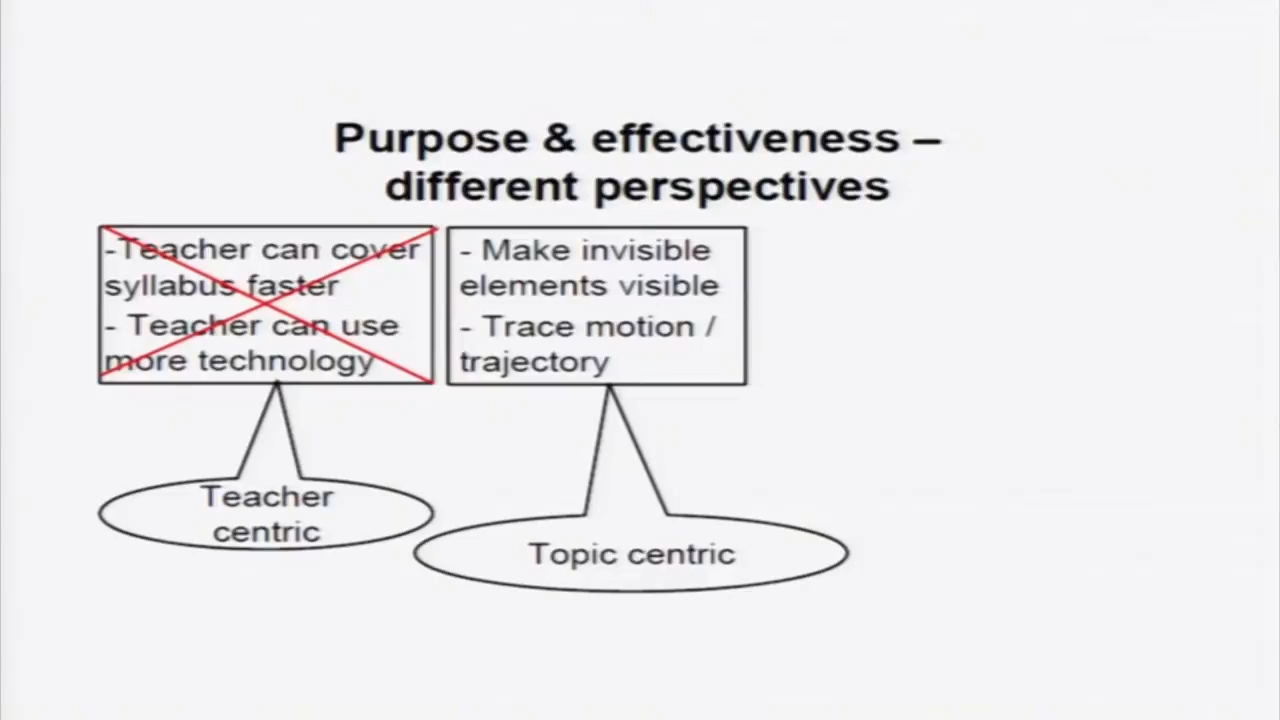 Purpose & effectiveness –
different perspectives
-Teacher can cover
syllabus faster
- Teacher can use
more technology
- Make invisible
elements visible
- Trace motion /
trajectory
Teacher
centric
Topic centric